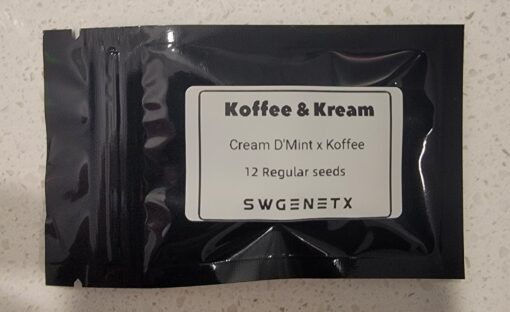 Koffee & Kream
Cream D'Mint x Koffee
12 Regular seeds
SWGENETX